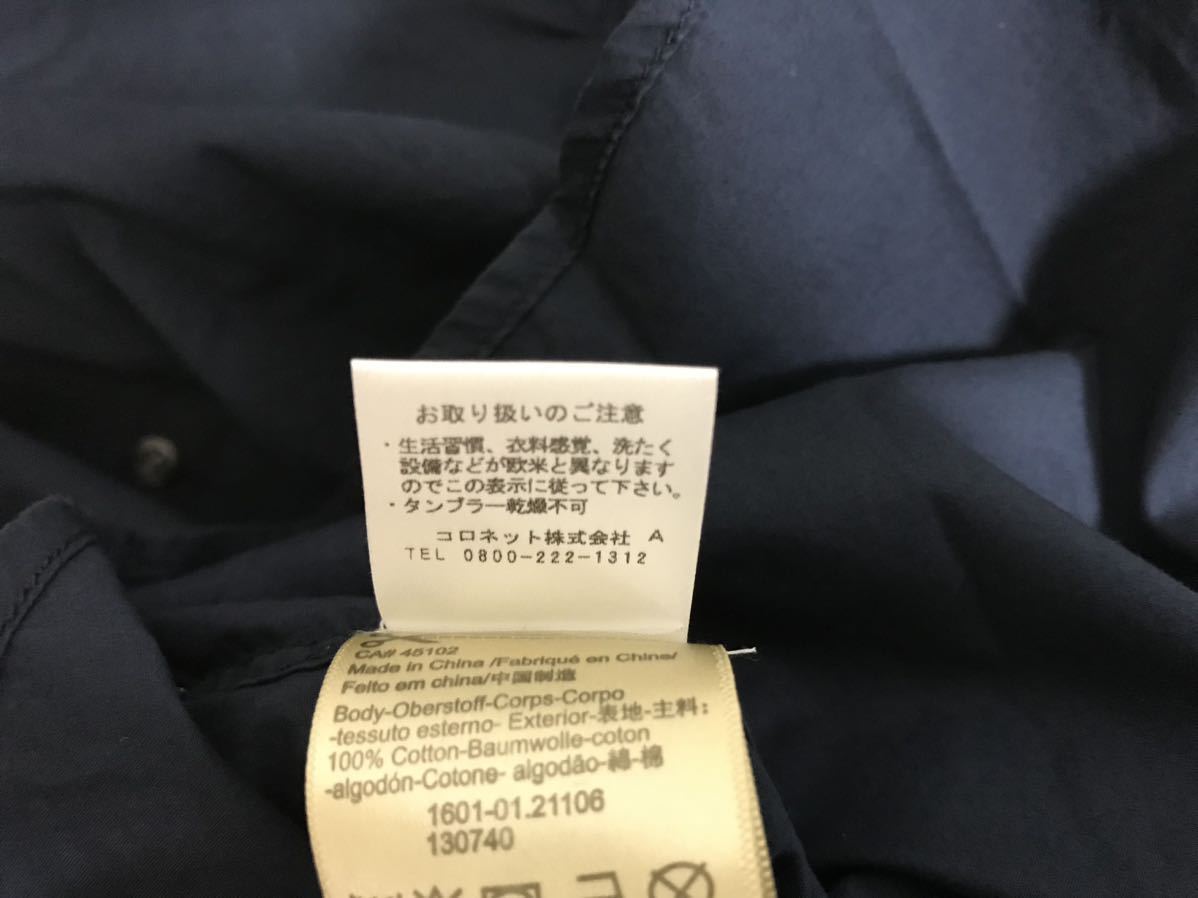 お取り扱いのご注意
・生活習慣、衣料感覚、洗たく
設備などが欧米と異なります
のでこの表示に従って下さい。
・タンブラー乾燥不可
コロネット株式会社 A
TEL 0800-222-1312
CA# 45102
Made in China /Fabriqué en Chine/
Feito em china/中国制造
Body-Oberstoff-Corps-Corpo
-tessuto esterno- Exterior-表地-主料:
100% Cotton-Baumwolle-coton
-algodón-Cotone- algodão-綿-棉
1601-01.21106
130740